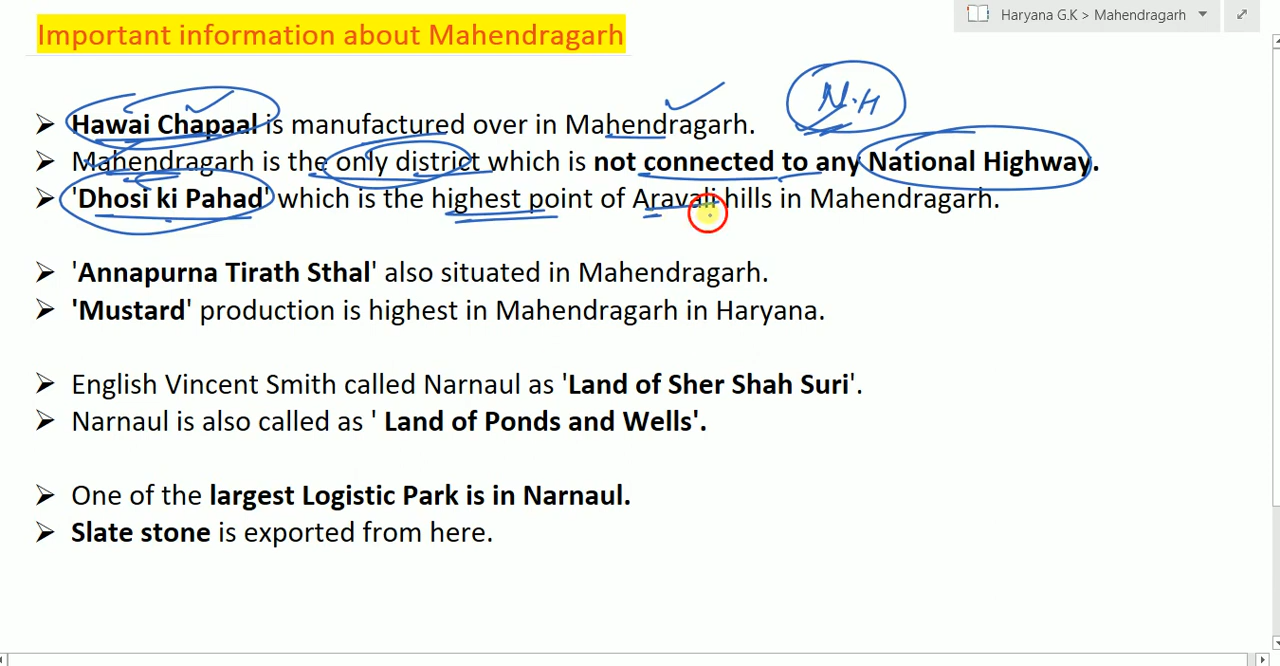 Haryana G.K > Mahendragarh
Important information about Mahendragarh
N.H
➤ Hawai Chapaal is manufactured over in Mahendragarh.
➤ Mahendragarh is the only district which is not connected to any National Highway.
➤ 'Dhosi ki Pahad' which is the highest point of Aravali hills in Mahendragarh.
➤ 'Annapurna Tirath Sthal' also situated in Mahendragarh.
➤ 'Mustard' production is highest in Mahendragarh in Haryana.
➤ English Vincent Smith called Narnaul as 'Land of Sher Shah Suri'.
➤ Narnaul is also called as ' Land of Ponds and Wells'.
➤ One of the largest Logistic Park is in Narnaul.
➤ Slate stone is exported from here.